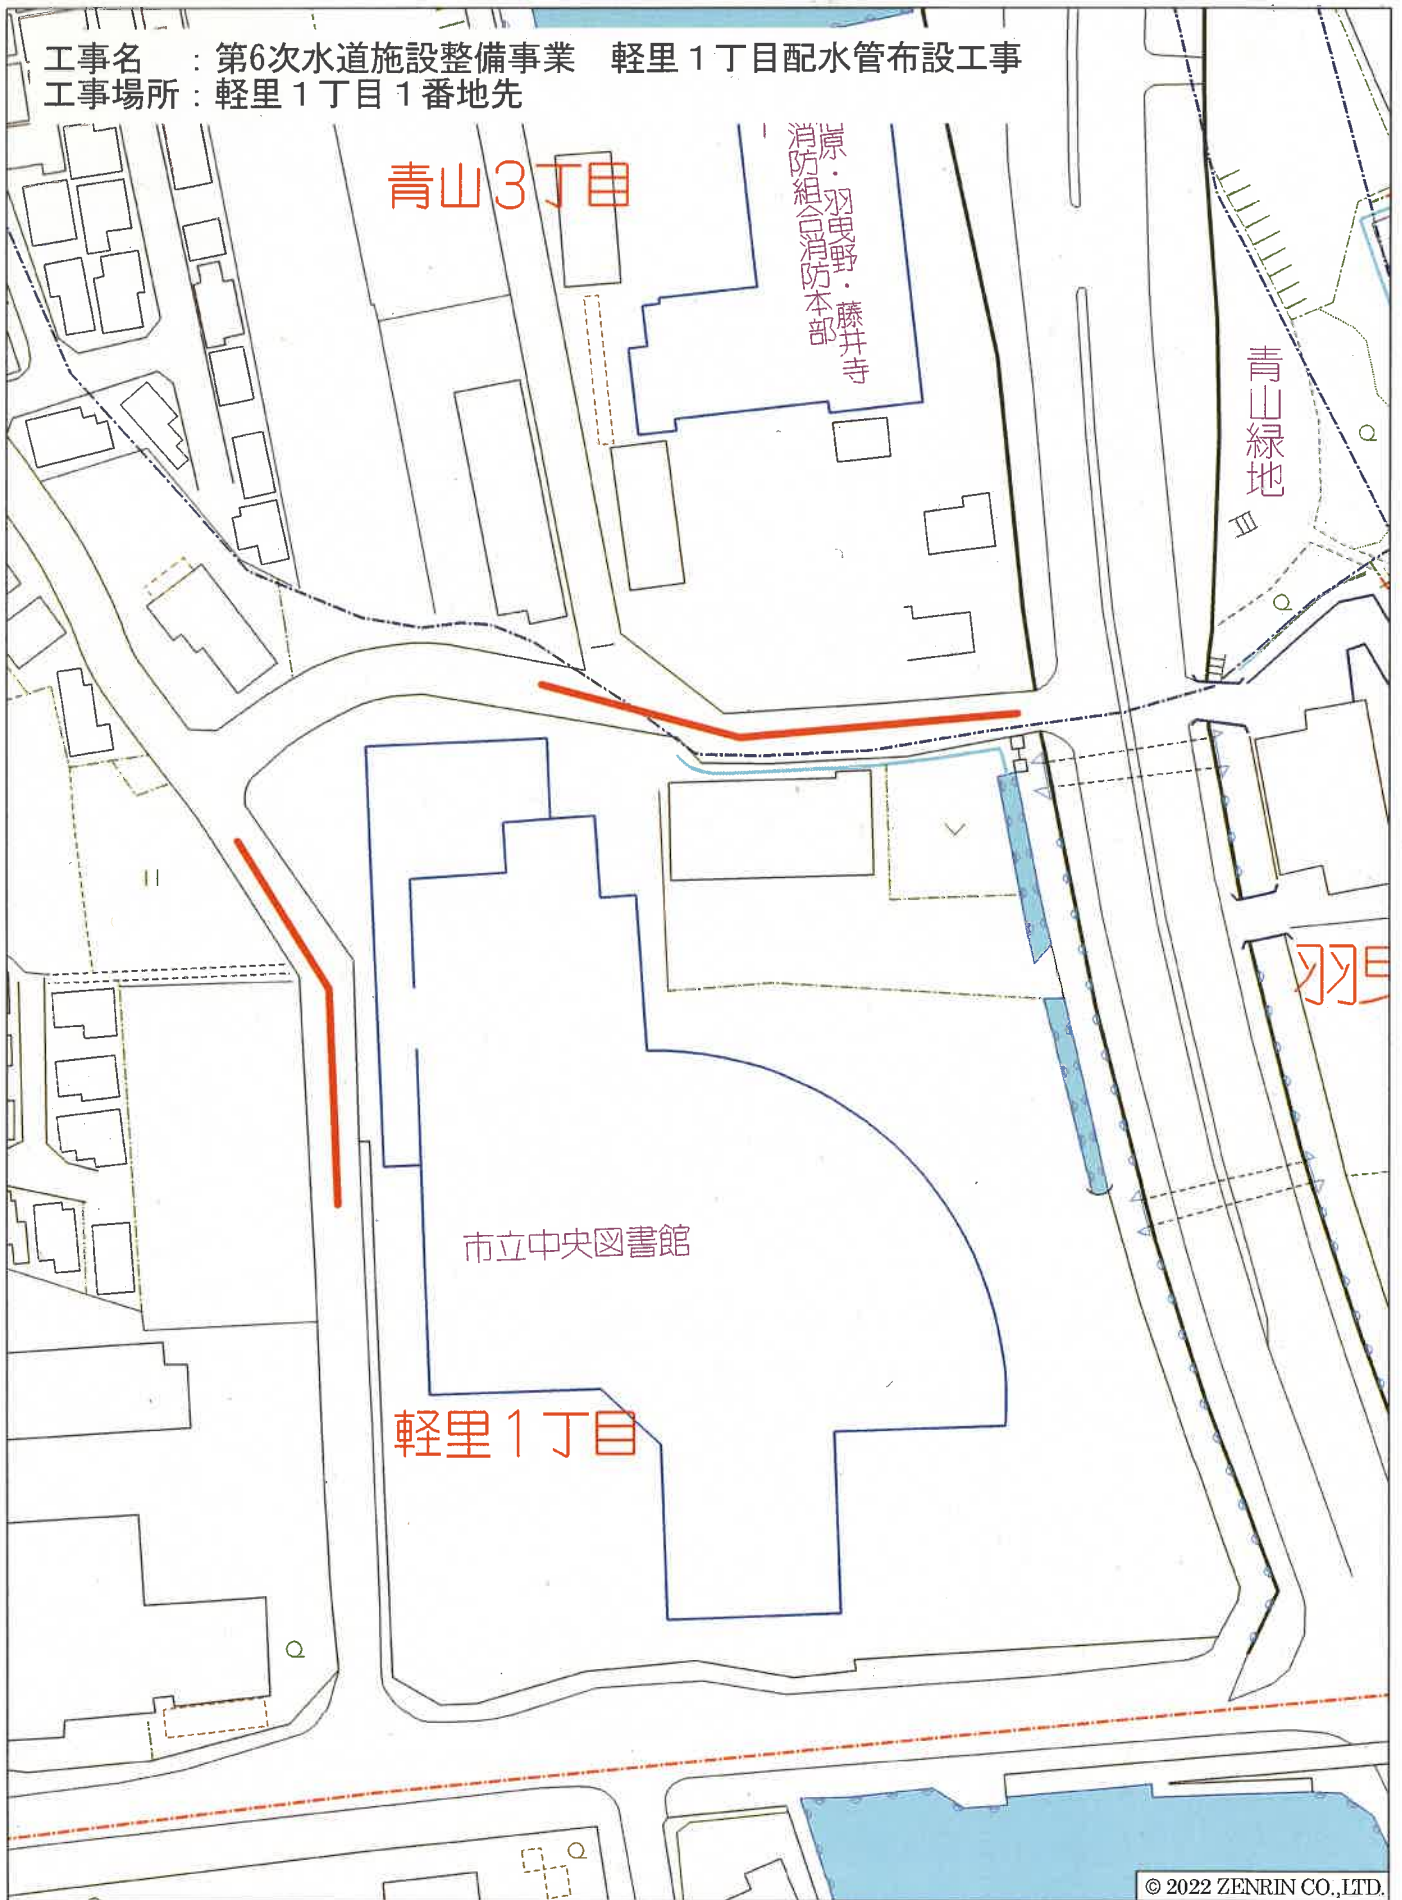 工事名　：第6次水道施設整備事業　軽里１丁目配水管布設工事
工事場所：軽里１丁目１番地先
青山3丁目
原・羽曳野・藤井寺
消防組合消防本部
青山緑地
羽
市立中央図書館
軽里1丁目
© 2022 ZENRIN CO.,LTD.